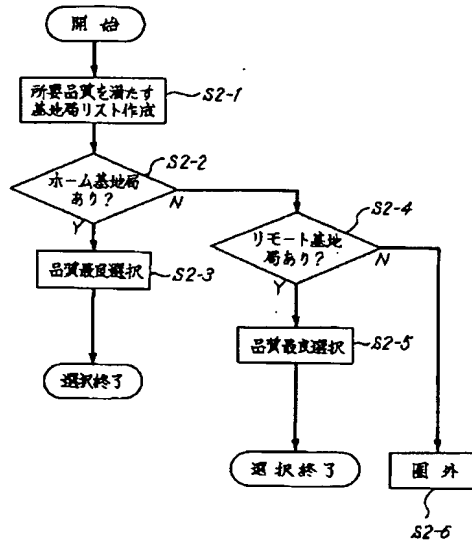 開始
所要品質を満たす
基地局リスト作成
S2-1
S2-2
ホーム基地局
あり?
N
Y
S2-4
リモート基地
局あり?
N
Y
品質最良選択
S2-3
品質最良選択
S2-5
選択終了
選択終了
圏外
S2-6